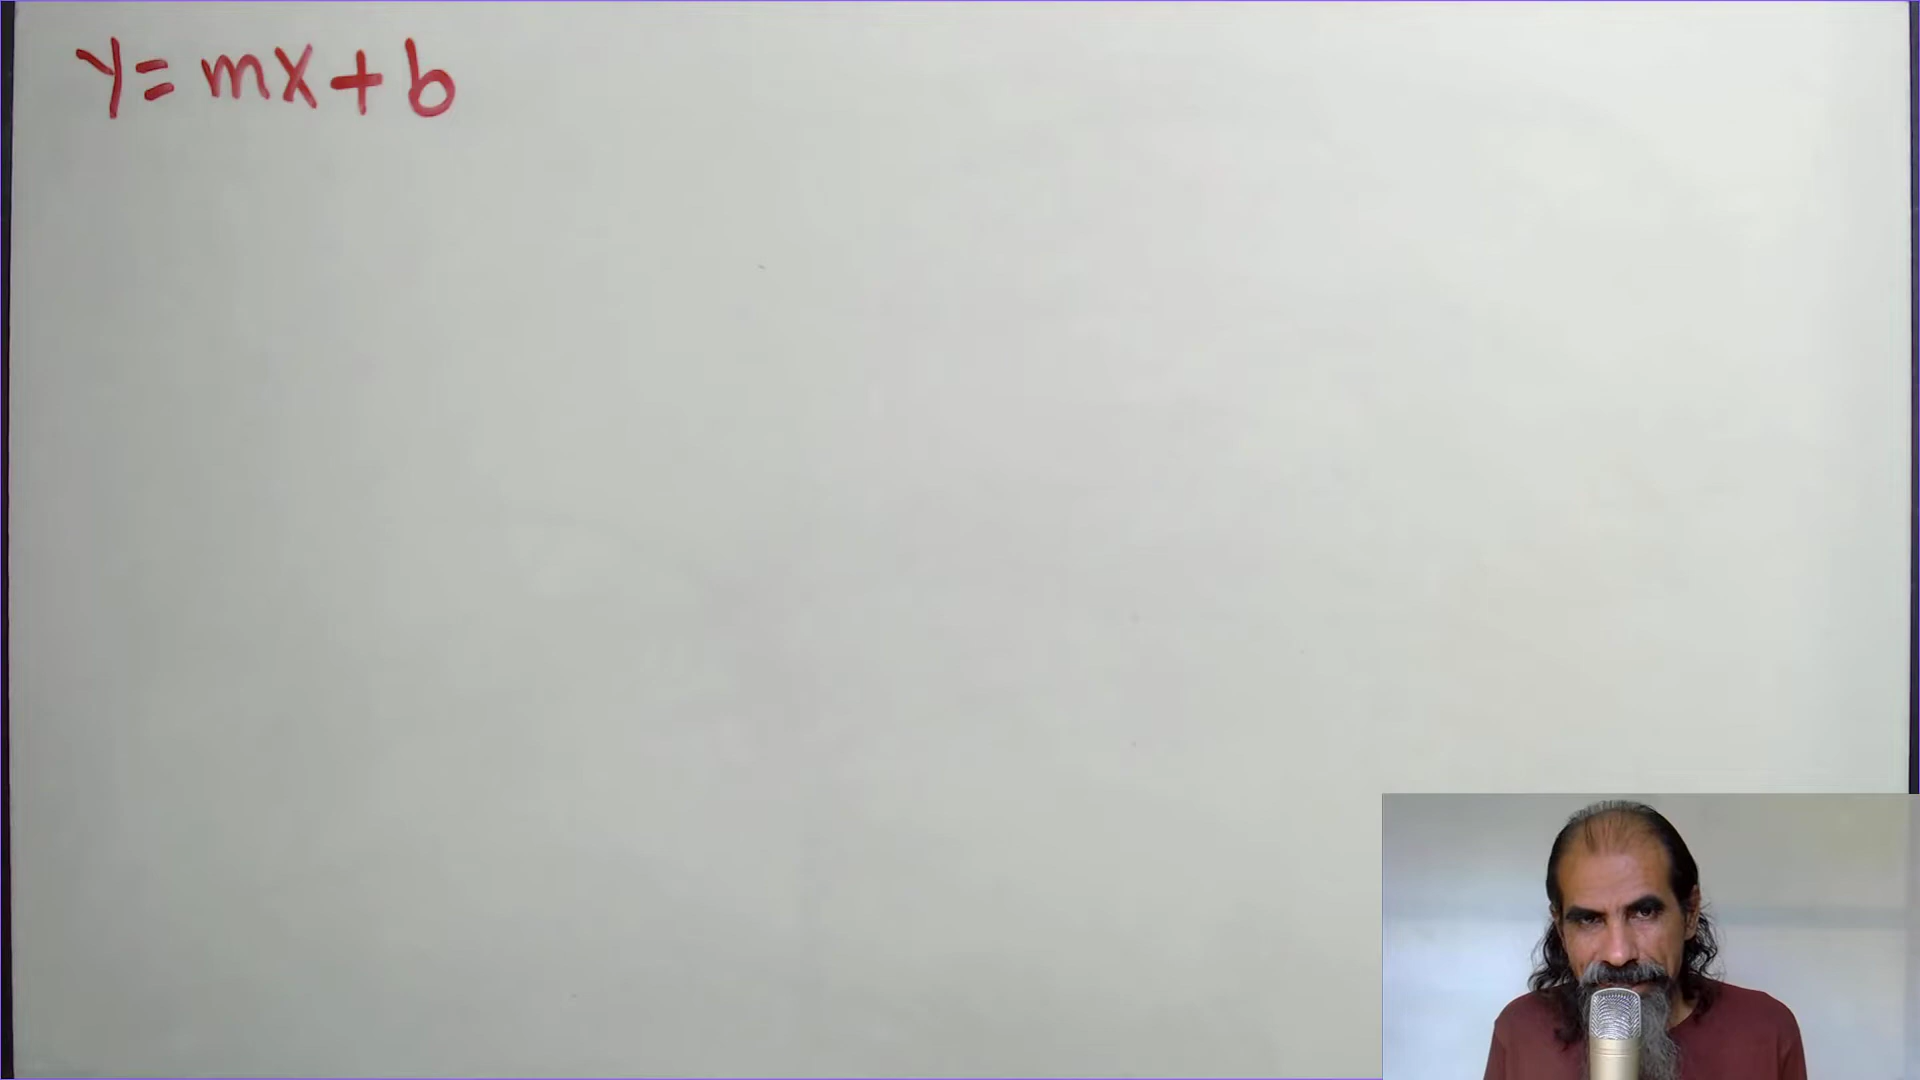 y = mx + b